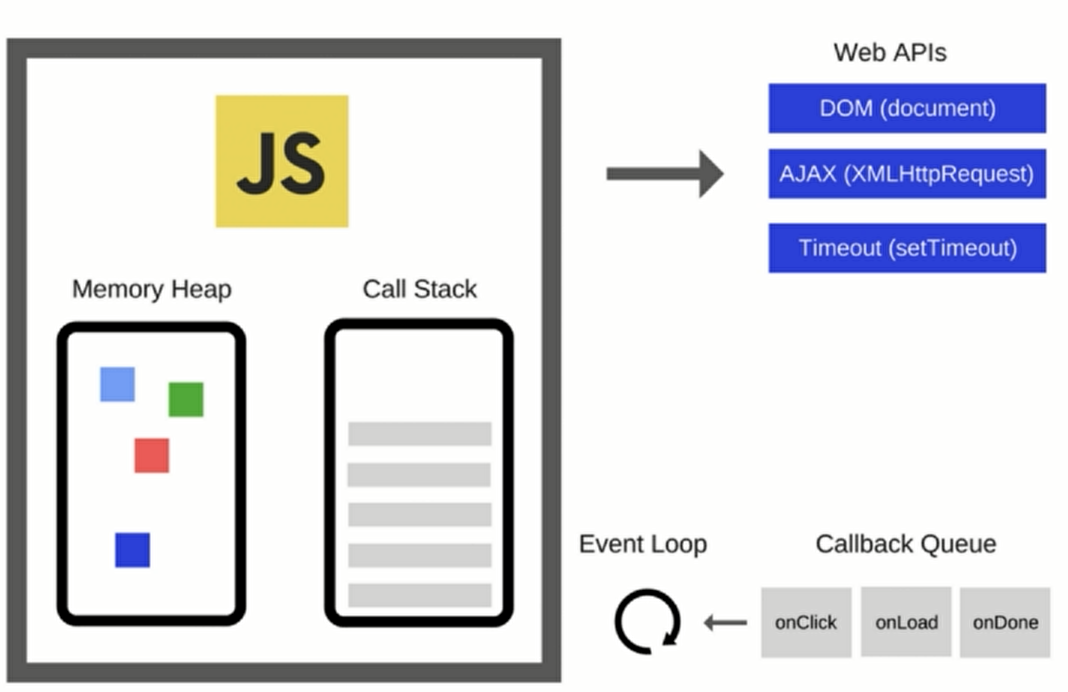 Web APIs
DOM (document)
AJAX (XMLHttpRequest)
Timeout (setTimeout)
JS
Memory Heap
Call Stack
Event Loop
Callback Queue
onClick
onLoad
onDone